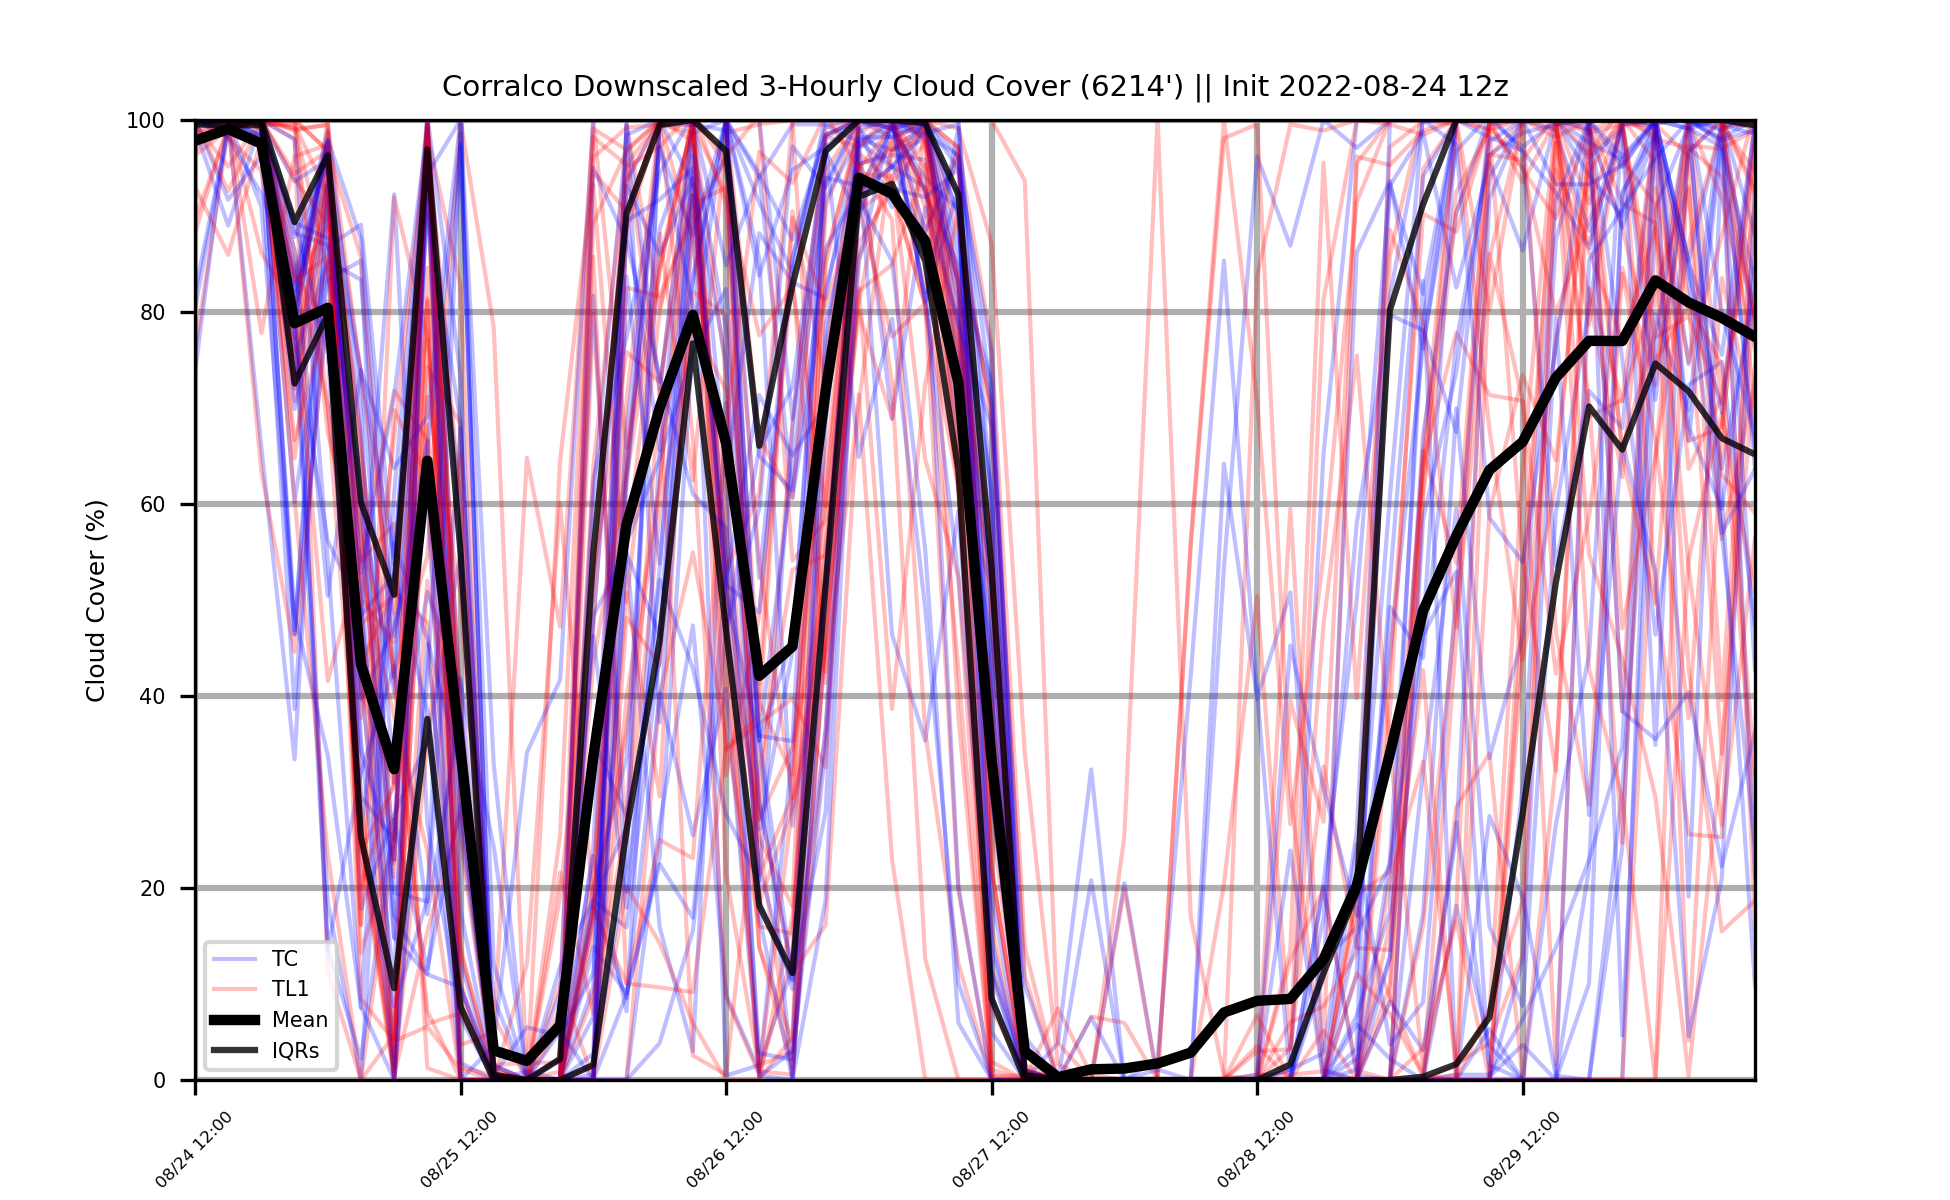 Corralco Downscaled 3-Hourly Cloud Cover (6214') || Init 2022-08-24 12z
Cloud Cover (%)
100
80
60
40
20
0
TC
TL1
Mean
IQRs
08/24 12:00
08/25 12:00
08/26 12:00
08/27 12:00
08/28 12:00
08/29 12:00